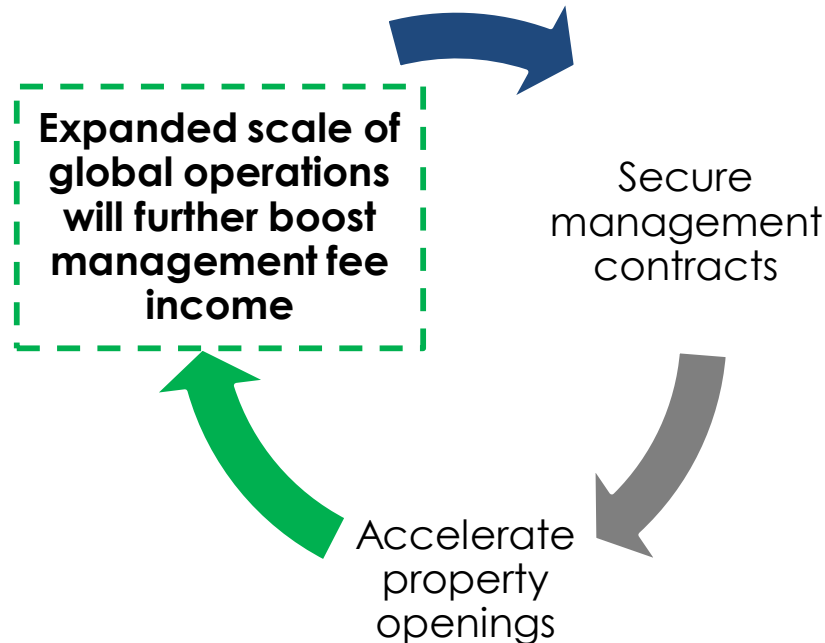 Expanded scale of
global operations
will further boost
management fee
income
Secure
management
contracts
Accelerate
property
openings